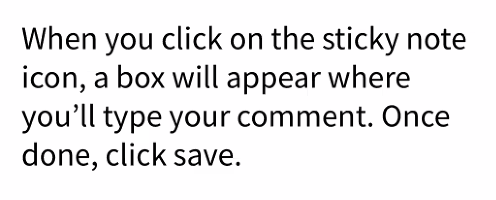 When you click on the sticky note
icon, a box will appear where
you’ll type your comment. Once
done, click save.